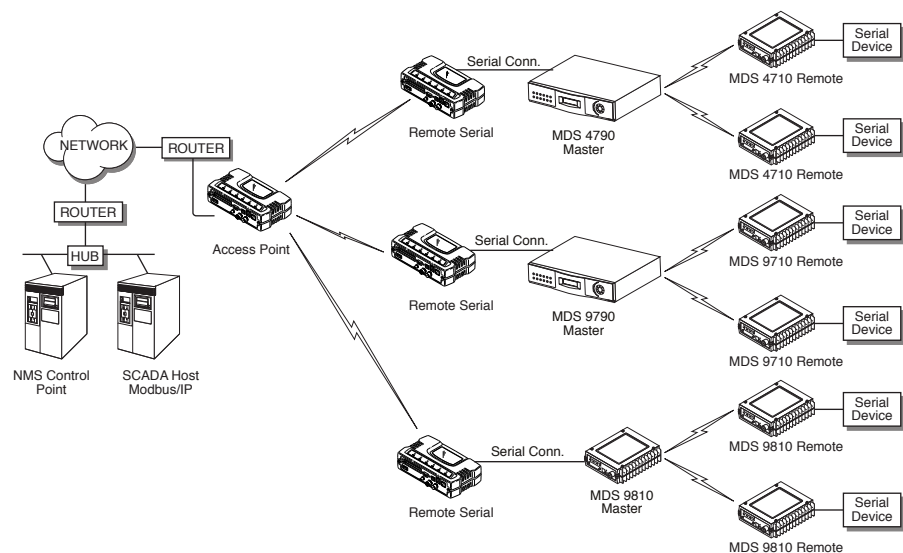 Serial
Device
Serial Conn.
MDS 4710 Remote
Remote Serial
MDS 4790
Master
Serial
Device
NETWORK
ROUTER
MDS 4710 Remote
ROUTER
Access Point
Serial Conn.
Serial
Device
HUB
MDS 9710 Remote
Remote Serial
MDS 9790
Master
Serial
Device
MDS 9710 Remote
NMS Control
Point
SCADA Host
Modbus/IP
Serial
Device
Serial Conn.
MDS 9810 Remote
Remote Serial
MDS 9810
Master
Serial
Device
MDS 9810 Remote